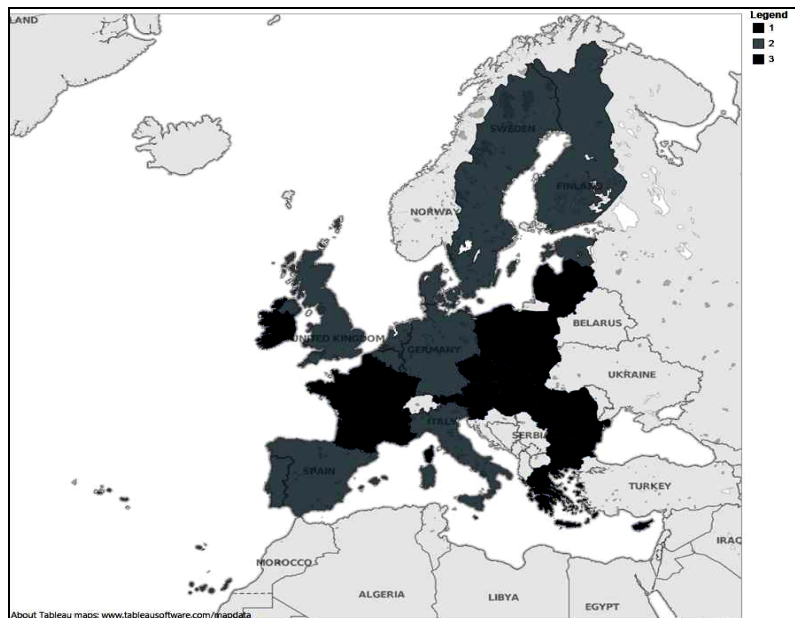 LAND
Legend
1
2
3
SWEDEN
FINLAND
NORWAY
UNITED KINGDOM
GERMANY
BELARUS
UKRAINE
ITALY
SERBIA
SPAIN
TURKEY
MOROCCO
ALGERIA
LIBYA
EGYPT
IRAQ
About Tableau maps: www.tableausoftware.com/mapdata